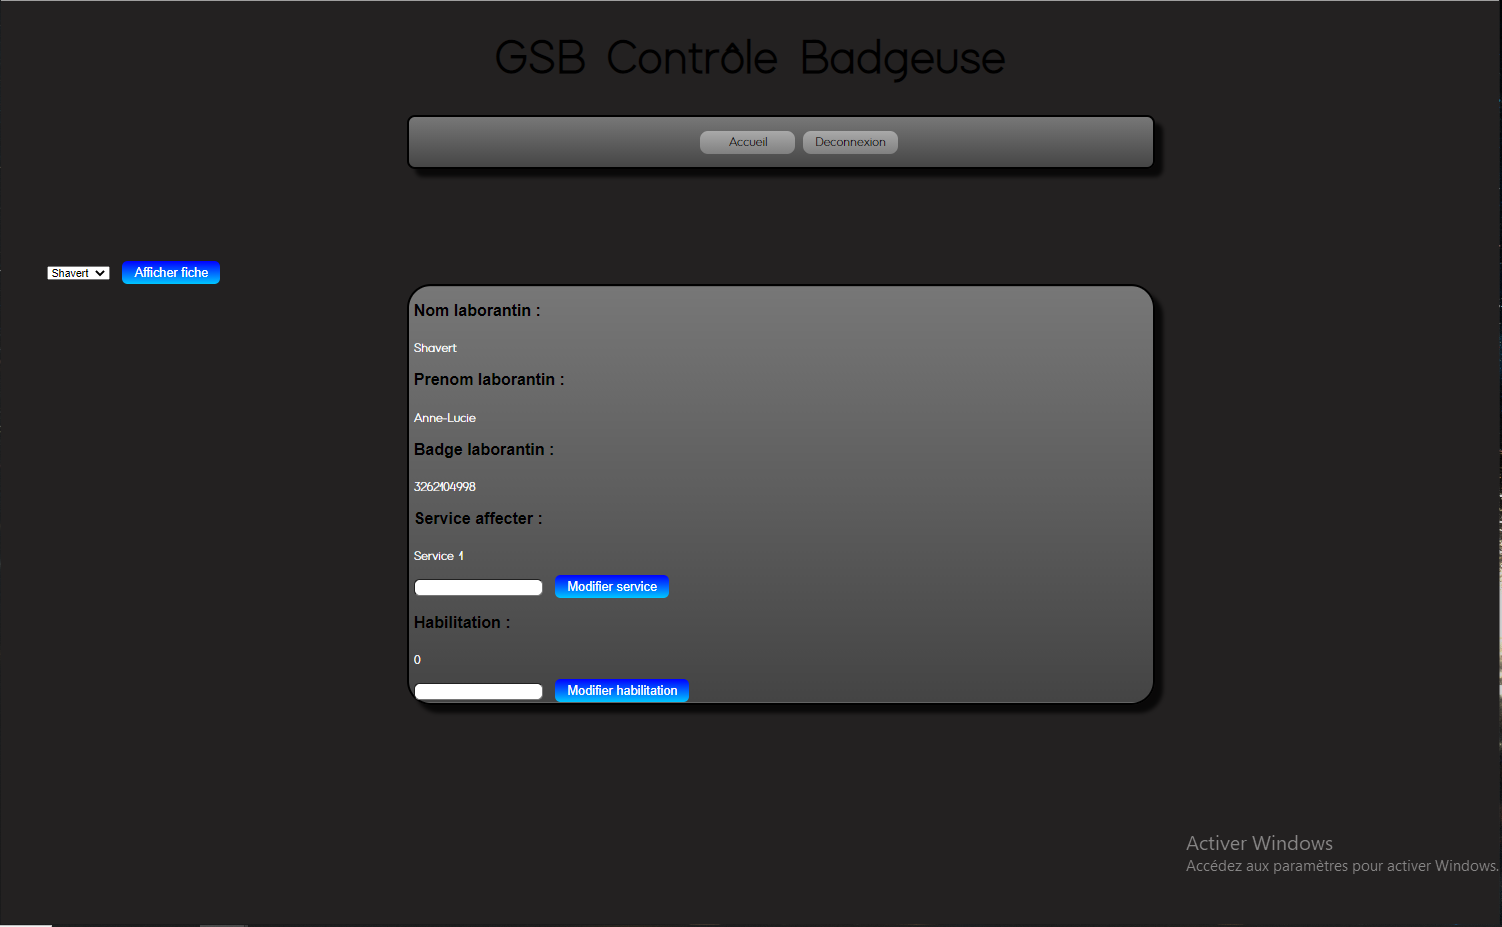 GSB Contrôle Badgeuse
Accueil
Deconnexion
Shavert
Afficher fiche
Nom laborantin :
Shavert
Prenom laborantin :
Anne-Lucie
Badge laborantin :
3262104998
Service affecter :
Service 1
Modifier service
Habilitation :
0
Modifier habilitation
Activer Windows
Accédez aux paramètres pour activer Windows.